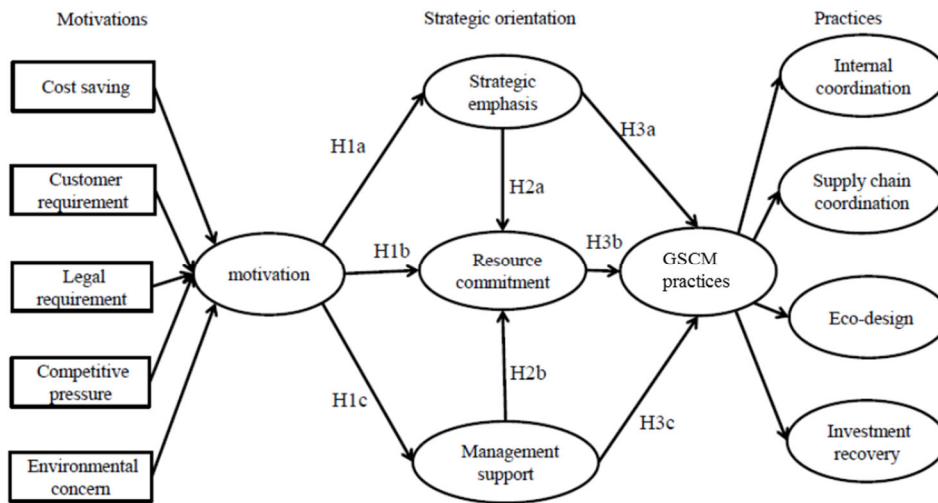 Motivations
Strategic orientation
Practices
Cost saving
Customer
requirement
Legal
requirement
Competitive
pressure
Environmental
concern
motivation
H1a
H1b
H1c
Strategic
emphasis
H2a
Resource
commitment
H2b
Management
support
H3a
H3b
H3c
GSCM
practices
Internal
coordination
Supply chain
coordination
Eco-design
Investment
recovery